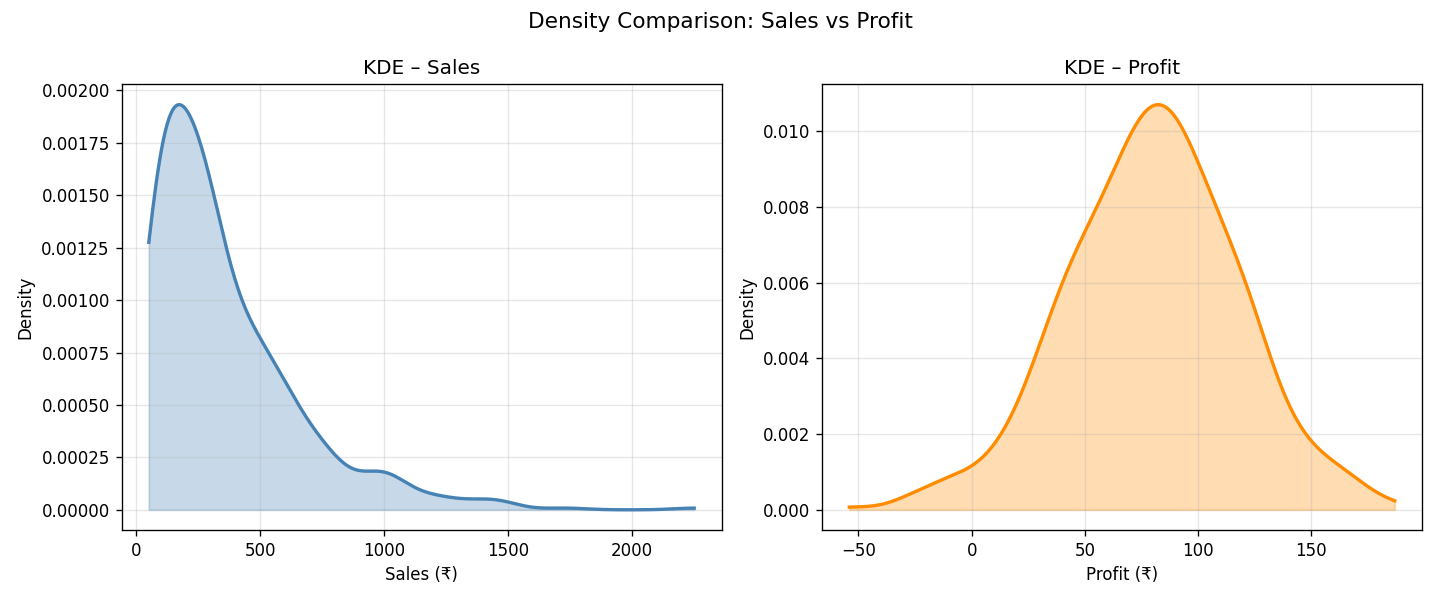 Density Comparison: Sales vs Profit
KDE – Sales
0.00200
0.00175
0.00150
0.00125
0.00100
0.00075
0.00050
0.00025
0.00000
Density
0 500 1000 1500 2000
Sales (₹)
KDE – Profit
0.010
0.008
0.006
0.004
0.002
0.000
Density
−50 0 50 100 150
Profit (₹)